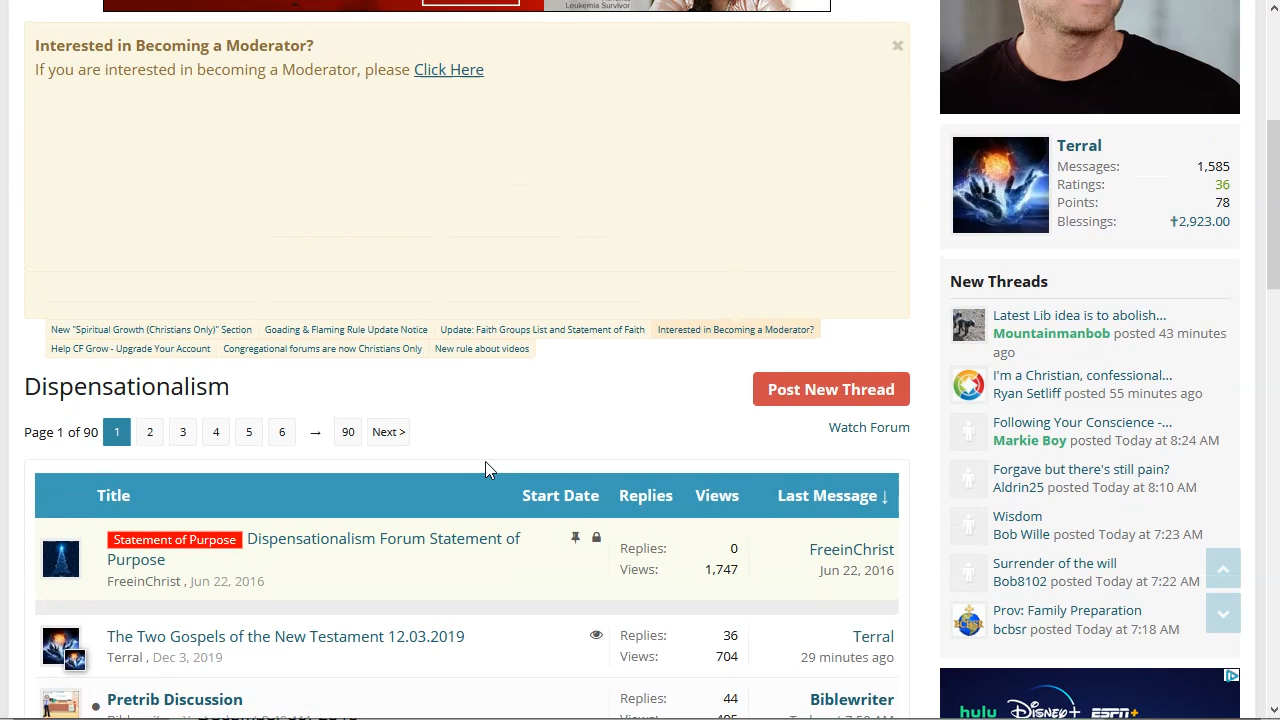 Leukemia Survivor
Interested in Becoming a Moderator?
If you are interested in becoming a Moderator, please Click Here
New "Spiritual Growth (Christians Only)" Section
Goading & Flaming Rule Update Notice
Update: Faith Groups List and Statement of Faith
Interested in Becoming a Moderator?
Help CF Grow - Upgrade Your Account
Congregational forums are now Christians Only
New rule about videos
Dispensationalism
Post New Thread
Page 1 of 90 1 2 3 4 5 6 → 90 Next >
Watch Forum
Title Start Date Replies Views Last Message ↓
Statement of Purpose Dispensationalism Forum Statement of
Purpose
FreeinChrist , Jun 22, 2016
Replies: 0
Views: 1,747
FreeinChrist
Jun 22, 2016
The Two Gospels of the New Testament 12.03.2019
Terral , Dec 3, 2019
Replies: 36
Views: 704
Terral
29 minutes ago
Pretrib Discussion
Replies: 44
Biblewriter
Terral
Messages: 1,585
Ratings: 36
Points: 78
Blessings: ✝2,923.00
New Threads
Latest Lib idea is to abolish...
Mountainmanbob posted 43 minutes
ago
I'm a Christian, confessional...
Ryan Setliff posted 55 minutes ago
Following Your Conscience -...
Markie Boy posted Today at 8:24 AM
Forgave but there's still pain?
Aldrin25 posted Today at 8:10 AM
Wisdom
Bob Wille posted Today at 7:23 AM
Surrender of the will
Bob8102 posted Today at 7:22 AM
Prov: Family Preparation
bcbsr posted Today at 7:18 AM
hulu Disney+ ESPN+